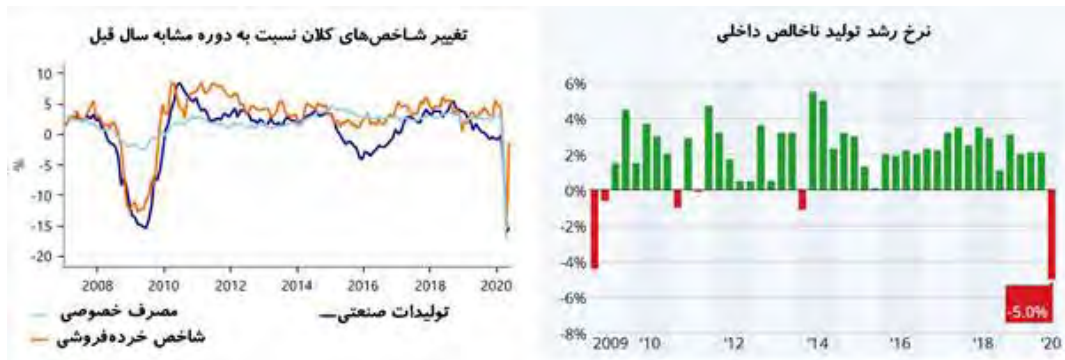 تغییر شاخص‌های کلان نسبت به دوره مشابه سال قبل
10
5
0
-5
-10
-15
-20
%
2008 2010 2012 2014 2016 2018 2020
مصرف خصوصی
تولیدات صنعتی
شاخص خرده‌فروشی
نرخ رشد تولید ناخالص داخلی
6%
4%
2%
0%
-2%
-4%
-6%
-8%
-5.0%
2009 '10 '12 '14 '16 '18 '20